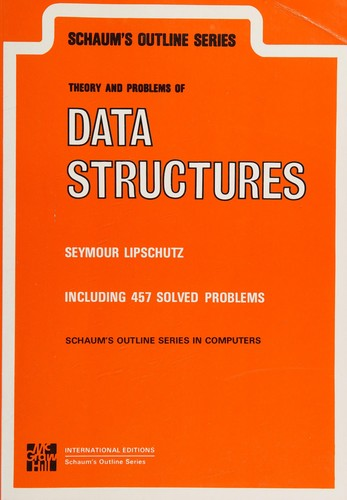 SCHAUM'S OUTLINE SERIES
THEORY AND PROBLEMS OF
DATA
STRUCTURES
SEYMOUR LIPSCHUTZ
INCLUDING 457 SOLVED PROBLEMS
SCHAUM'S OUTLINE SERIES IN COMPUTERS
Mc
Graw
Hill
INTERNATIONAL EDITIONS
Schaum's Outline Series